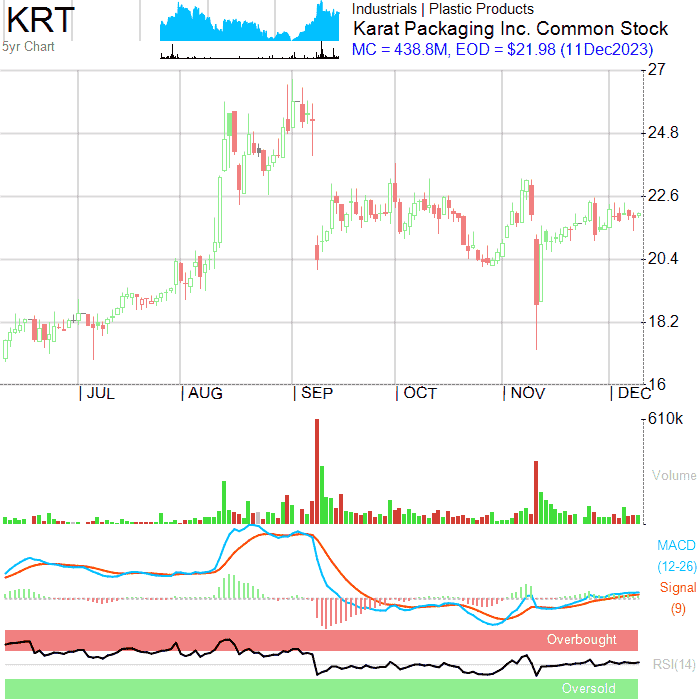 KRT
5yr Chart
Industrials | Plastic Products
Karat Packaging Inc. Common Stock
MC = 438.8M, EOD = $21.98 (11Dec2023)
27
24.8
22.6
20.4
18.2
16
JUL AUG SEP OCT NOV DEC
610k
Volume
MACD
(12-26)
Signal
(9)
Overbought
RSI(14)
Oversold